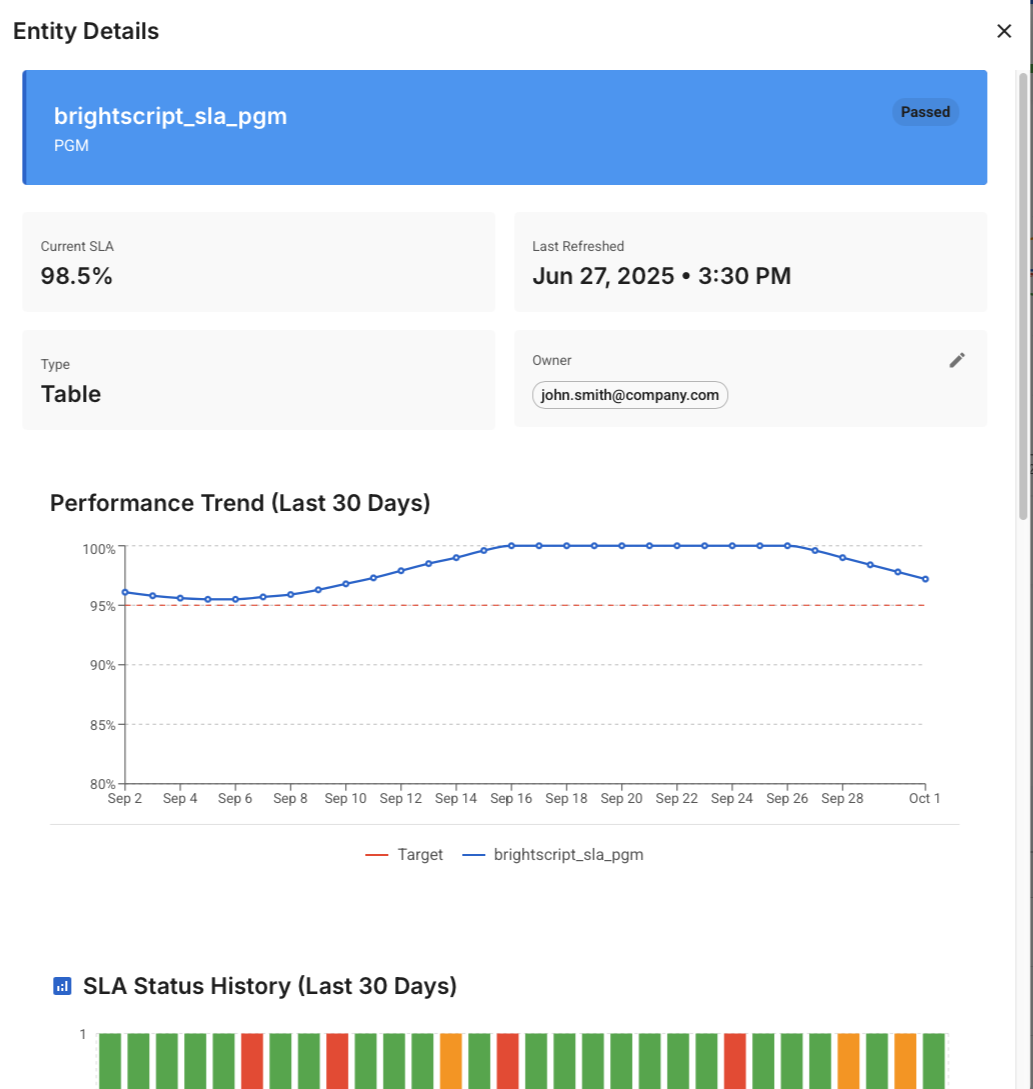 Entity Details
brightscript_sla_pgm
Passed
PGM
Current SLA
98.5%
Last Refreshed
Jun 27, 2025 • 3:30 PM
Type
Table
Owner
john.smith@company.com
Performance Trend (Last 30 Days)
100%
95%
90%
85%
80%
Sep 2 Sep 4 Sep 6 Sep 8 Sep 10 Sep 12 Sep 14 Sep 16 Sep 18 Sep 20 Sep 22 Sep 24 Sep 26 Sep 28 Oct 1
Target brightscript_sla_pgm
SLA Status History (Last 30 Days)
1